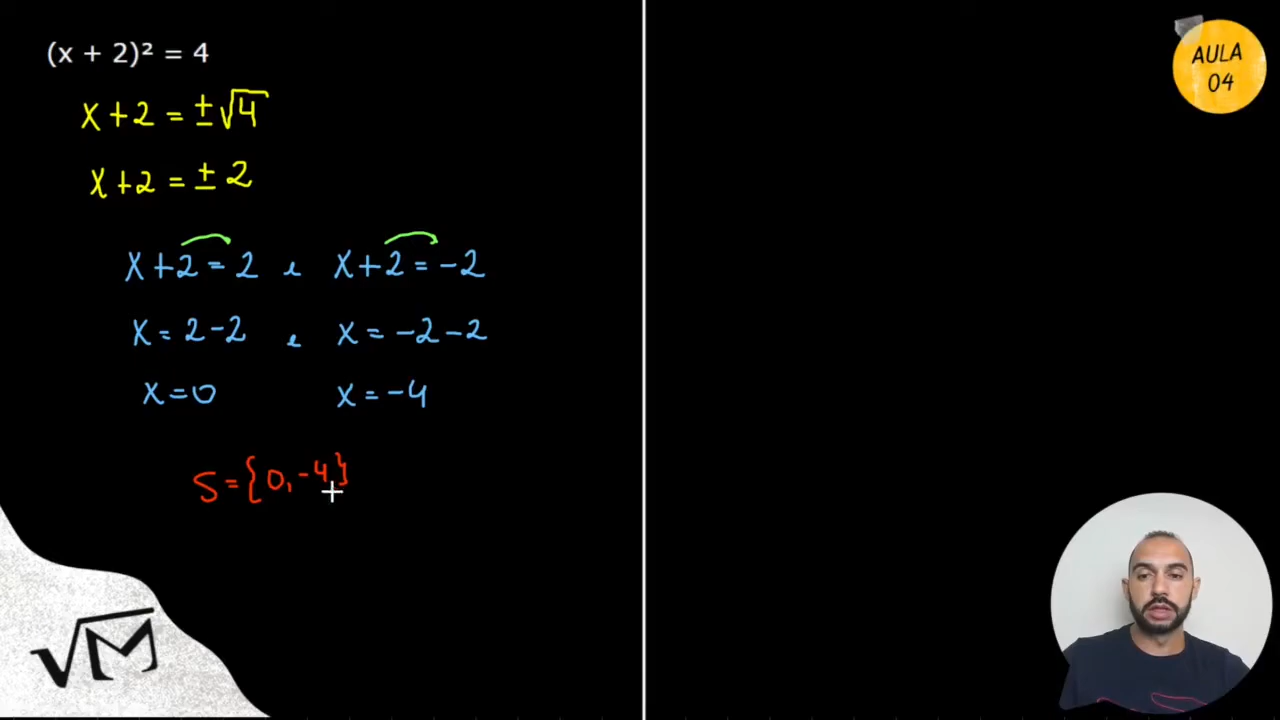 (x + 2)² = 4
x+2 = ±√4
x+2 = ± 2
x+2=2 e x+2=-2
x=2-2 e x=-2-2
x=0 x=-4
S={0,-4}
AULA
04
√M